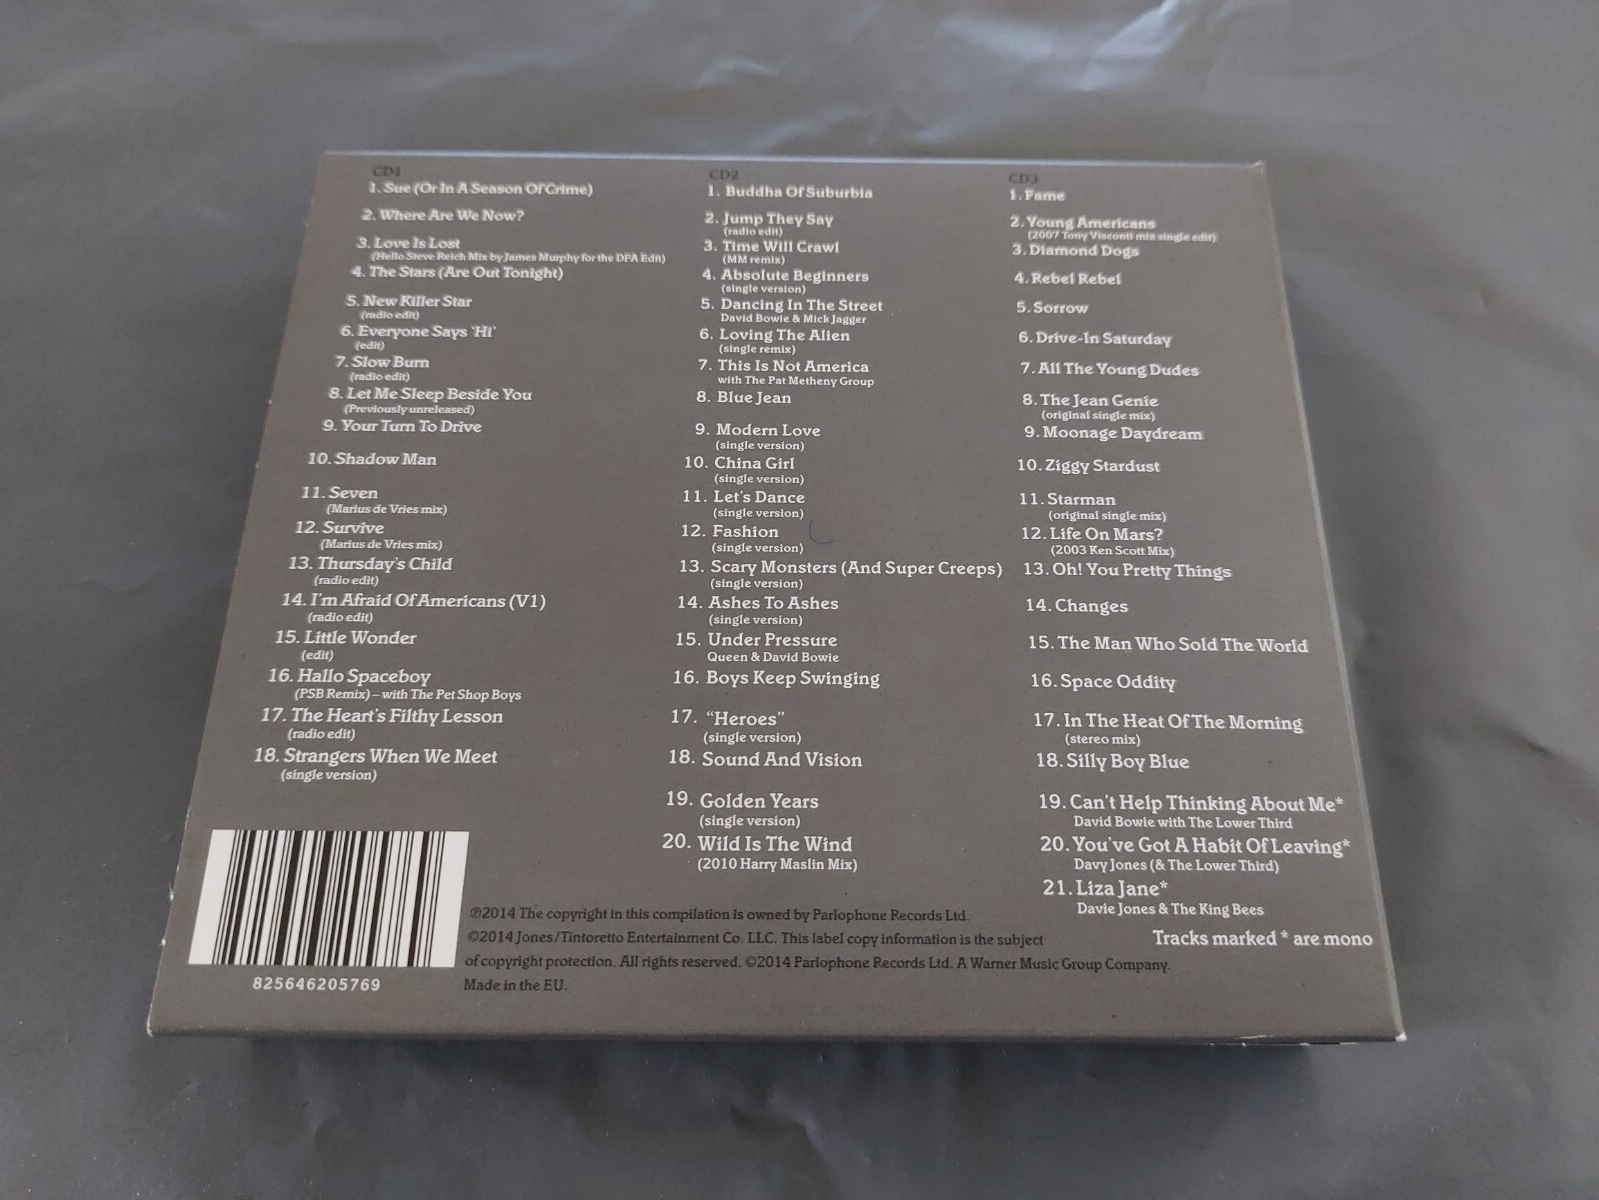 CD1
1. Sue (Or In A Season Of Crime)
2. Where Are We Now?
3. Love Is Lost
(Hello Steve Reich Mix by James Murphy for the DFA Edit)
4. The Stars (Are Out Tonight)
5. New Killer Star
(radio edit)
6. Everyone Says 'Hi'
(edit)
7. Slow Burn
(radio edit)
8. Let Me Sleep Beside You
(Previously unreleased)
9. Your Turn To Drive
10. Shadow Man
11. Seven
(Marius de Vries mix)
12. Survive
(Marius de Vries mix)
13. Thursday's Child
(radio edit)
14. I'm Afraid Of Americans (V1)
(radio edit)
15. Little Wonder
(edit)
16. Hallo Spaceboy
(PSB Remix) – with The Pet Shop Boys
17. The Heart's Filthy Lesson
(radio edit)
18. Strangers When We Meet
(single version)
CD2
1. Buddha Of Suburbia
2. Jump They Say
(radio edit)
3. Time Will Crawl
(MM remix)
4. Absolute Beginners
(single version)
5. Dancing In The Street
David Bowie & Mick Jagger
6. Loving The Alien
(single remix)
7. This Is Not America
with The Pat Metheny Group
8. Blue Jean
9. Modern Love
(single version)
10. China Girl
(single version)
11. Let's Dance
(single version)
12. Fashion
(single version)
13. Scary Monsters (And Super Creeps)
(single version)
14. Ashes To Ashes
(single version)
15. Under Pressure
Queen & David Bowie
16. Boys Keep Swinging
17. "Heroes"
(single version)
18. Sound And Vision
19. Golden Years
(single version)
20. Wild Is The Wind
(2010 Harry Maslin Mix)
CD3
1. Fame
2. Young Americans
(2007 Tony Visconti mix single edit)
3. Diamond Dogs
4. Rebel Rebel
5. Sorrow
6. Drive-In Saturday
7. All The Young Dudes
8. The Jean Genie
(original single mix)
9. Moonage Daydream
10. Ziggy Stardust
11. Starman
(original single mix)
12. Life On Mars?
(2003 Ken Scott Mix)
13. Oh! You Pretty Things
14. Changes
15. The Man Who Sold The World
16. Space Oddity
17. In The Heat Of The Morning
(stereo mix)
18. Silly Boy Blue
19. Can't Help Thinking About Me*
David Bowie with The Lower Third
20. You've Got A Habit Of Leaving*
Davy Jones (& The Lower Third)
21. Liza Jane*
Davie Jones & The King Bees
Tracks marked * are mono
℗2014 The copyright in this compilation is owned by Parlophone Records Ltd.
©2014 Jones/Tintoretto Entertainment Co. LLC. This label copy information is the subject
of copyright protection. All rights reserved. ©2014 Parlophone Records Ltd. A Warner Music Group Company.
Made in the EU.
825646205769